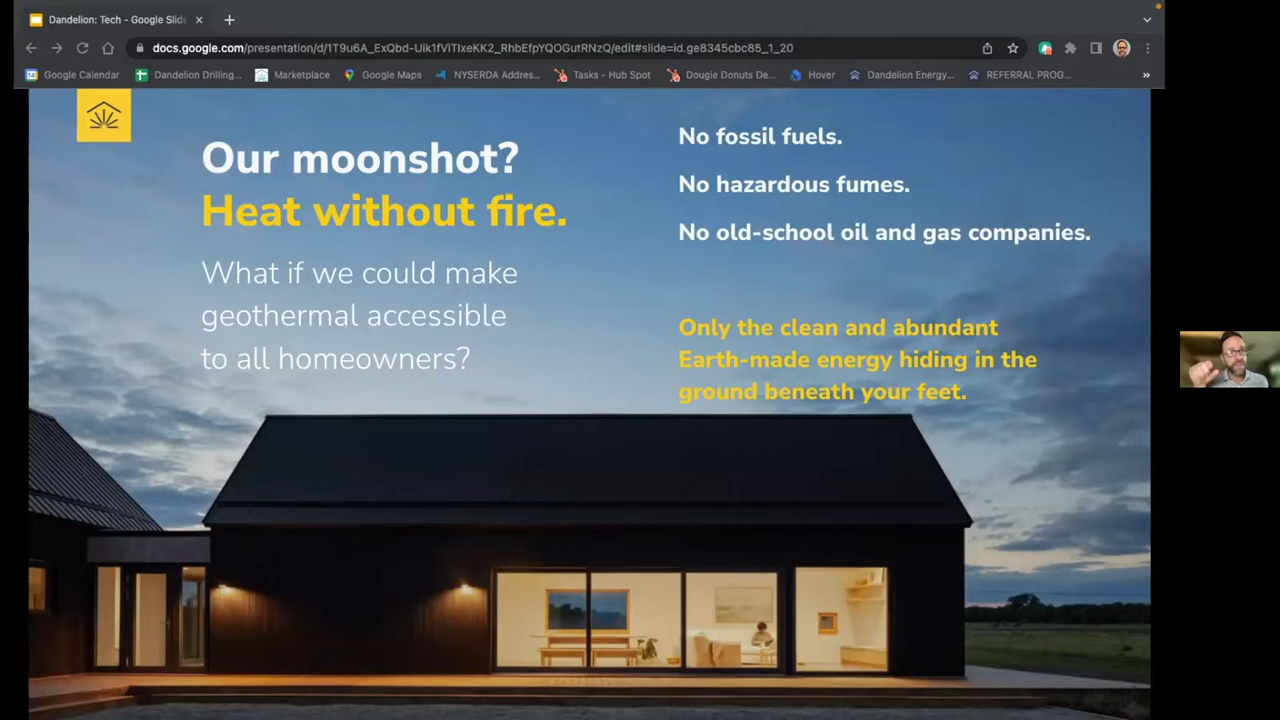 Dandelion: Tech - Google Slide
docs.google.com/presentation/d/1T9u6A_ExQbd-Uik1fViTIxeKK2_RhbEfpYQOGutRNzQ/edit#slide=id.ge8345cbc85_1_20
Google Calendar
Dandelion Drilling...
Marketplace
Google Maps
NYSERDA Addres...
Tasks - Hub Spot
Dougie Donuts De...
Hover
Dandelion Energy...
REFERRAL PROG...
Our moonshot?
Heat without fire.
What if we could make
geothermal accessible
to all homeowners?
No fossil fuels.
No hazardous fumes.
No old-school oil and gas companies.
Only the clean and abundant
Earth-made energy hiding in the
ground beneath your feet.